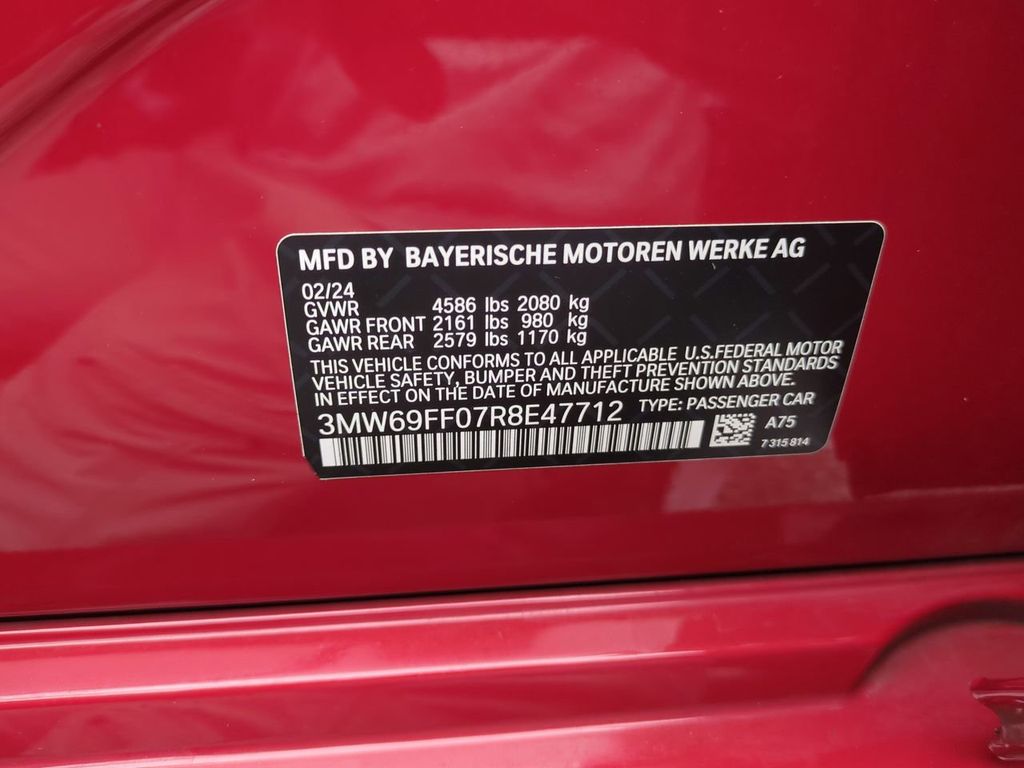 MFD BY BAYERISCHE MOTOREN WERKE AG
02/24
GVWR 4586 lbs 2080 kg
GAWR FRONT 2161 lbs 980 kg
GAWR REAR 2579 lbs 1170 kg
THIS VEHICLE CONFORMS TO ALL APPLICABLE U.S.FEDERAL MOTOR
VEHICLE SAFETY, BUMPER AND THEFT PREVENTION STANDARDS
IN EFFECT ON THE DATE OF MANUFACTURE SHOWN ABOVE.
3MW69FF07R8E47712 TYPE: PASSENGER CAR
A75
7 315 814